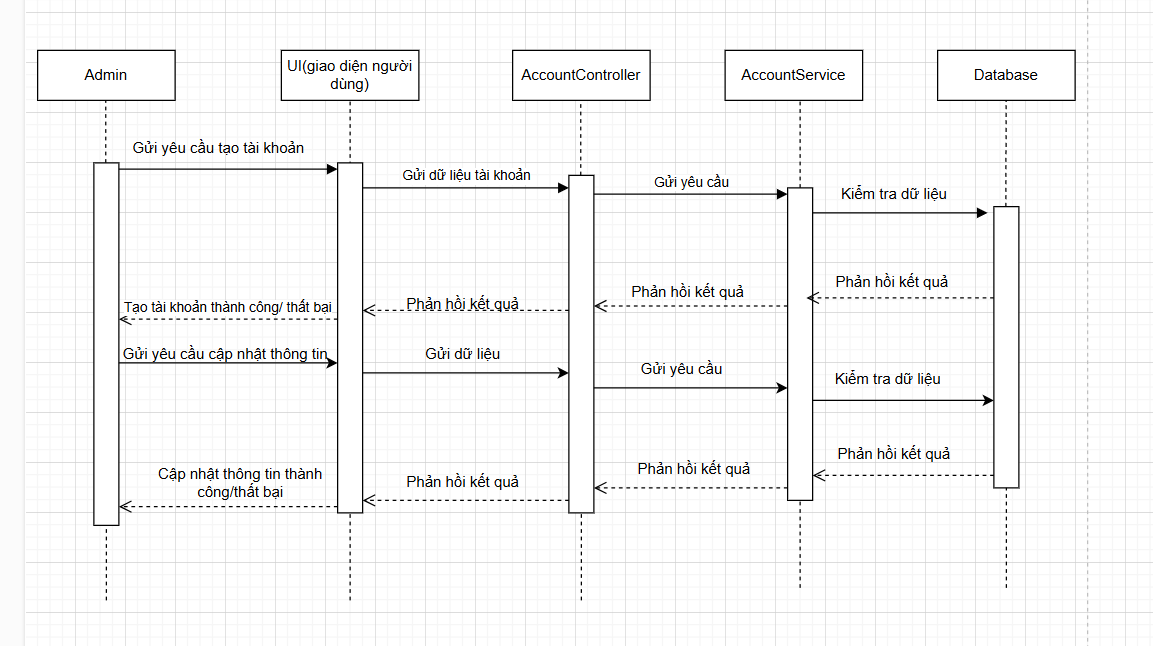 Admin
UI(giao diện người
dùng)
AccountController
AccountService
Database
Gửi yêu cầu tạo tài khoản
Gửi dữ liệu tài khoản
Gửi yêu cầu
Kiểm tra dữ liệu
Phản hồi kết quả
Phản hồi kết quả
Phản hồi kết quả
Tạo tài khoản thành công/ thất bại
Gửi yêu cầu cập nhật thông tin
Gửi dữ liệu
Gửi yêu cầu
Kiểm tra dữ liệu
Phản hồi kết quả
Phản hồi kết quả
Phản hồi kết quả
Cập nhật thông tin thành
công/thất bại